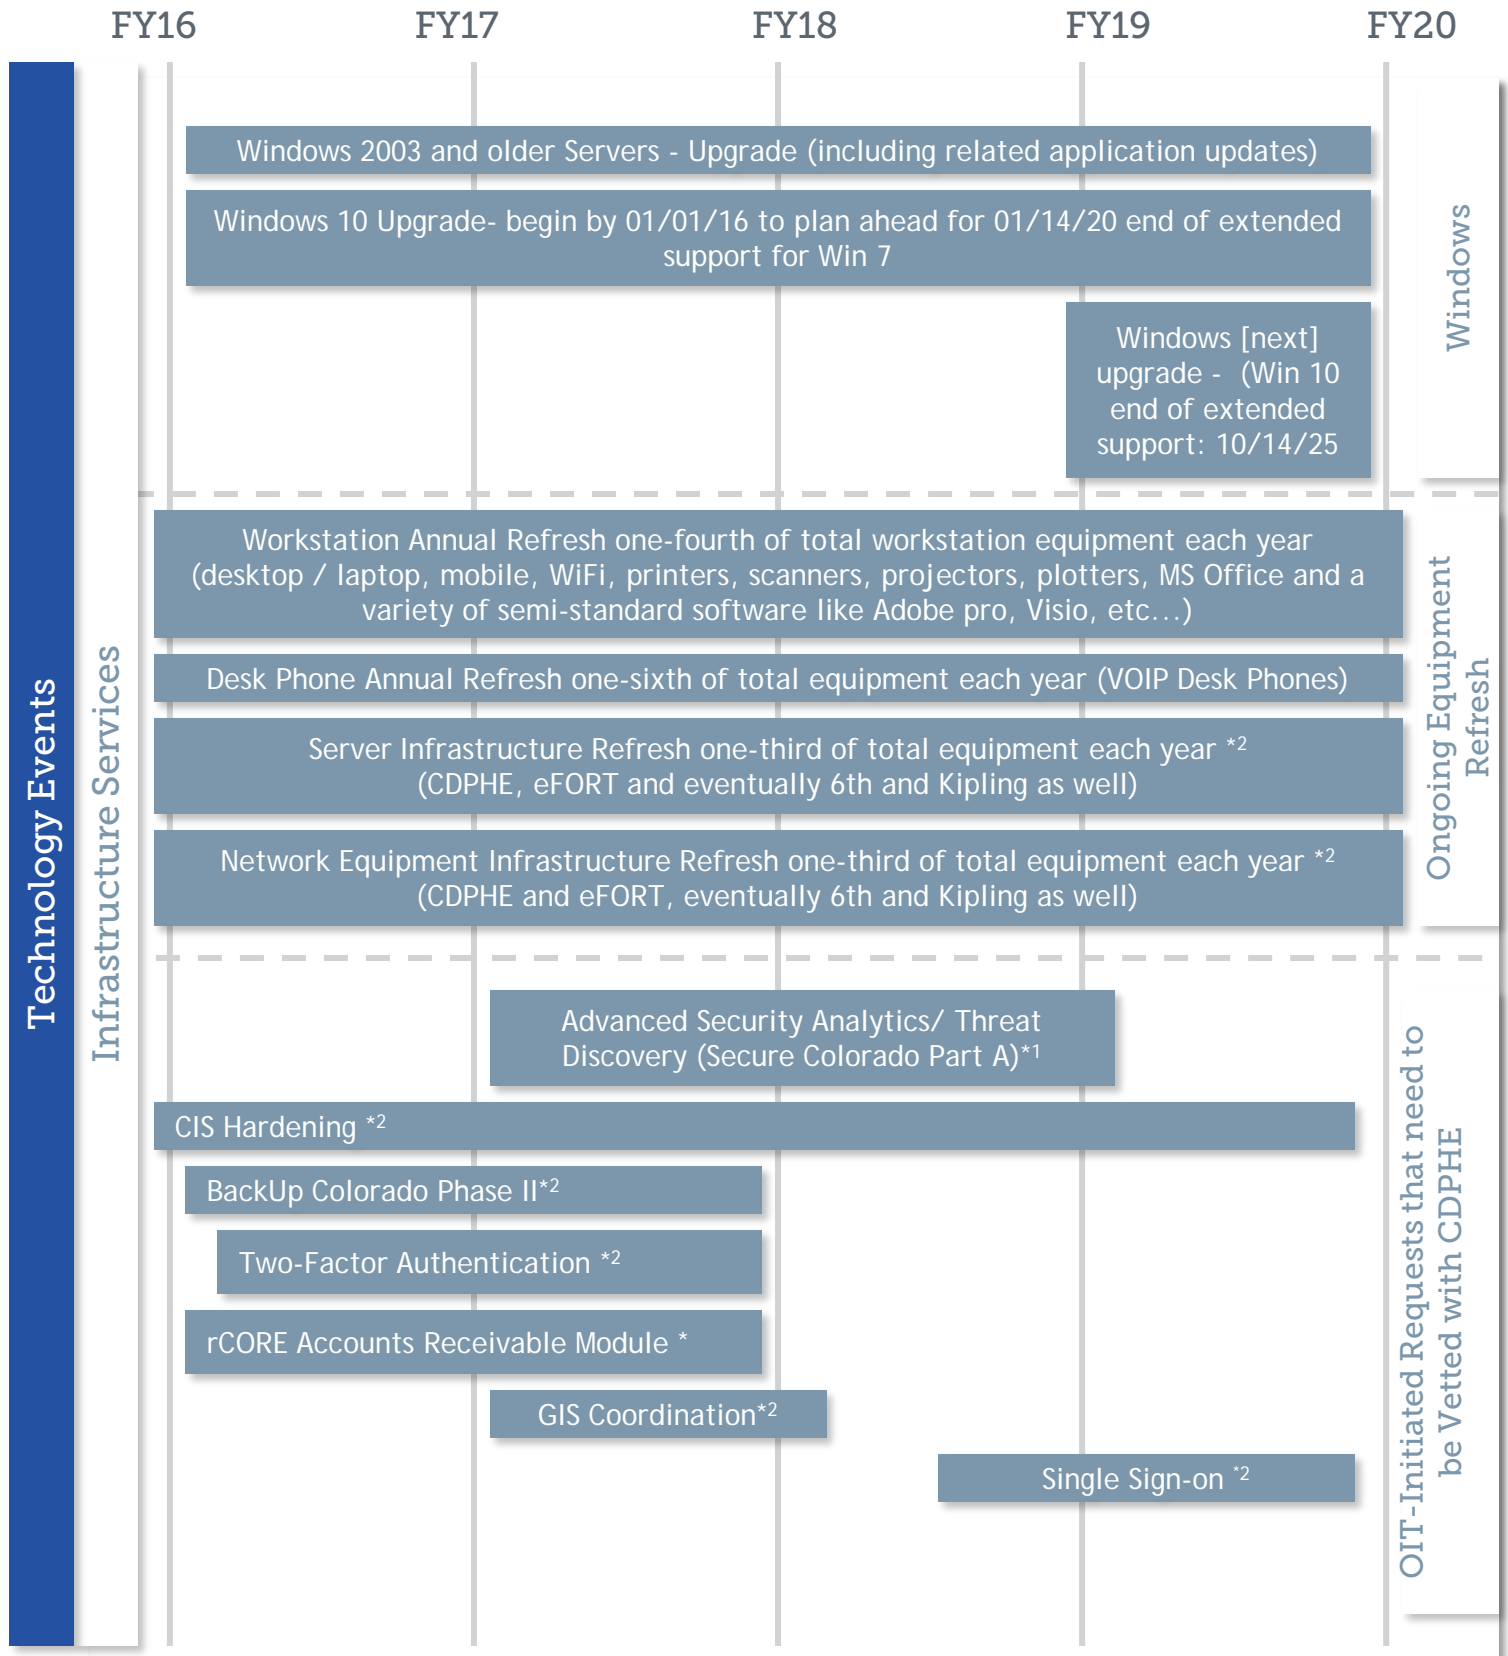 FY16 FY17 FY18 FY19 FY20
Technology Events
Infrastructure Services
Windows 2003 and older Servers - Upgrade (including related application updates)
Windows 10 Upgrade- begin by 01/01/16 to plan ahead for 01/14/20 end of extended
support for Win 7
Windows [next]
upgrade - (Win 10
end of extended
support: 10/14/25
Windows
Workstation Annual Refresh one-fourth of total workstation equipment each year
(desktop / laptop, mobile, WiFi, printers, scanners, projectors, plotters, MS Office and a
variety of semi-standard software like Adobe pro, Visio, etc...)
Desk Phone Annual Refresh one-sixth of total equipment each year (VOIP Desk Phones)
Server Infrastructure Refresh one-third of total equipment each year *2
(CDPHE, eFORT and eventually 6th and Kipling as well)
Network Equipment Infrastructure Refresh one-third of total equipment each year *2
(CDPHE and eFORT, eventually 6th and Kipling as well)
Ongoing Equipment
Refresh
Advanced Security Analytics/ Threat
Discovery (Secure Colorado Part A)*1
CIS Hardening *2
BackUp Colorado Phase II*2
Two-Factor Authentication *2
rCORE Accounts Receivable Module *
GIS Coordination*2
Single Sign-on *2
OIT-Initiated Requests that need to
be Vetted with CDPHE